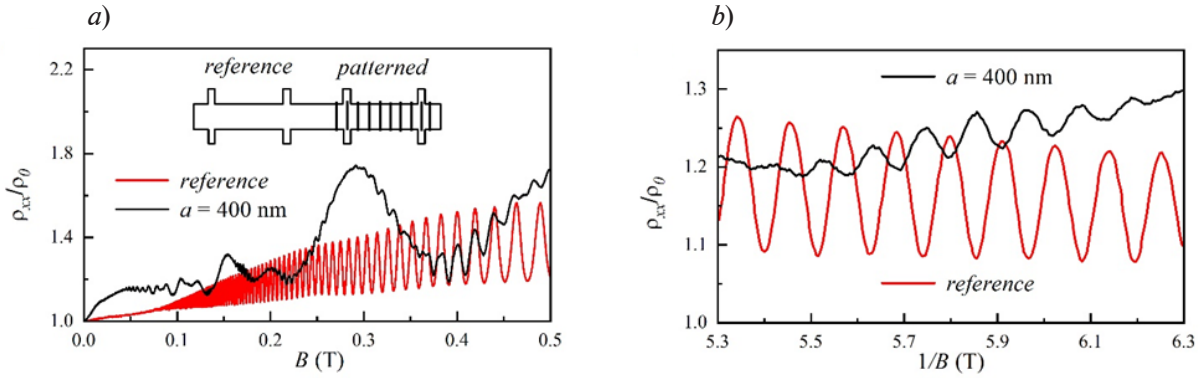 a)
reference patterned
reference
a = 400 nm
ρxx/ρ0
2.2
1.8
1.4
1.0
0.0 0.1 0.2 0.3 0.4 0.5
B (T)
b)
a = 400 nm
reference
ρxx/ρ0
1.3
1.2
1.1
1.0
5.3 5.5 5.7 5.9 6.1 6.3
1/B (T)